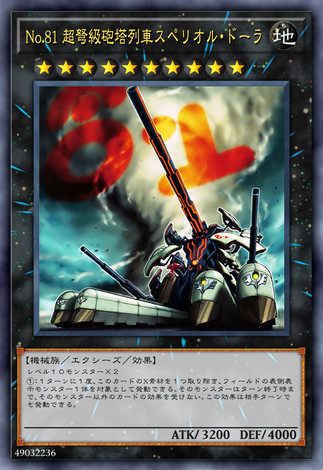 No.81 超弩級砲塔列車スペリオル・ドーラ
地
81
【機械族／エクシーズ／効果】
レベル１０モンスター×２
①:１ターンに１度、このカードのX素材を１つ取り除き、フィールドの表側表
示モンスター１体を対象として発動できる。そのモンスターはターン終了時ま
で、そのモンスター以外のカードの効果を受けない。この効果は相手ターンで
も発動できる。
ATK/ 3200 DEF/4000
49032236